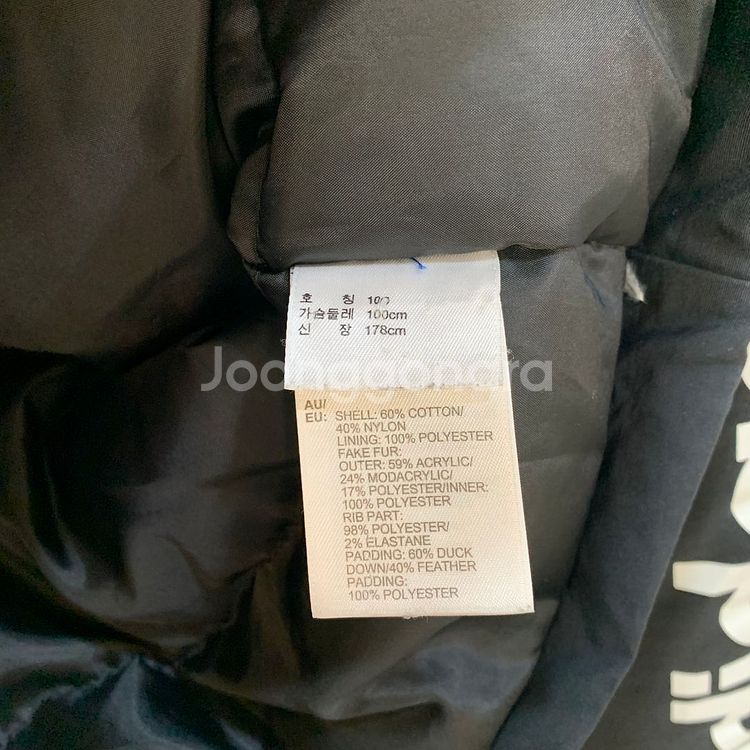 호 칭 100
가슴둘레 100cm
신 장 178cm
Joonggonara
AU/
EU: SHELL: 60% COTTON/
40% NYLON
LINING: 100% POLYESTER
FAKE FUR:
OUTER: 59% ACRYLIC/
24% MODACRYLIC/
17% POLYESTER/INNER:
100% POLYESTER
RIB PART:
98% POLYESTER/
2% ELASTANE
PADDING: 60% DUCK
DOWN/40% FEATHER
PADDING:
100% POLYESTER